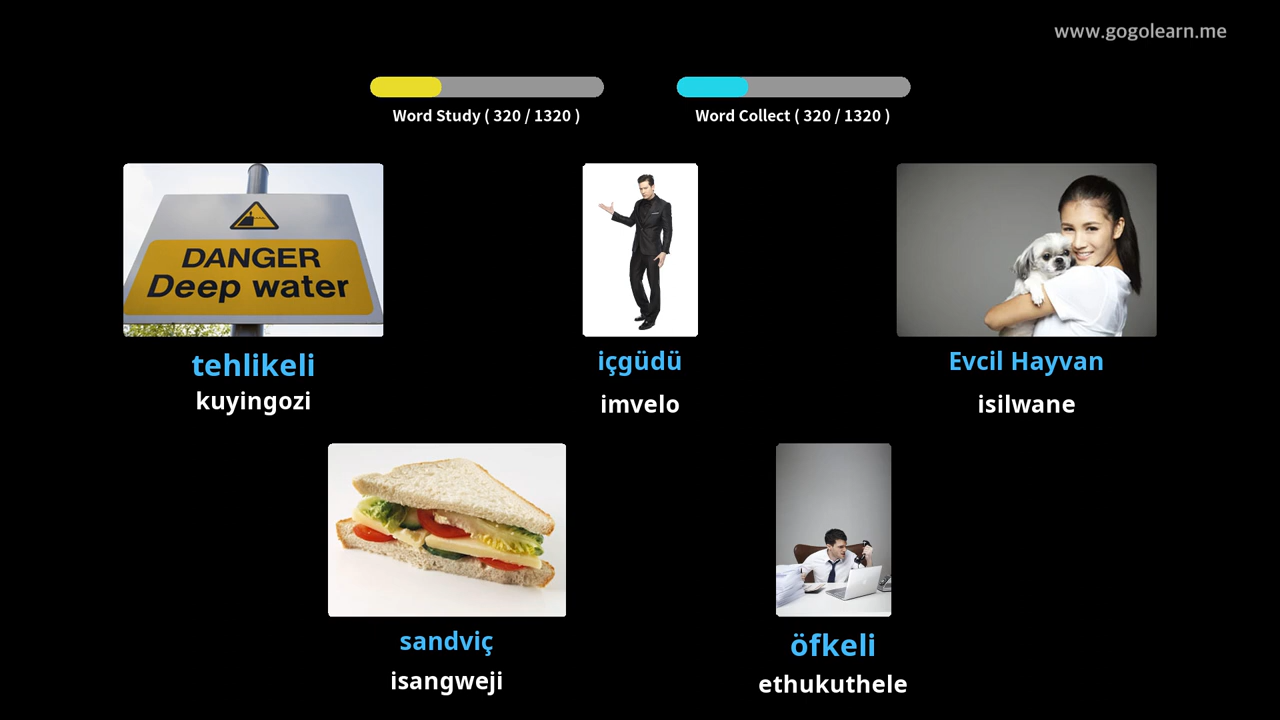 www.gogolearn.me
Word Study ( 320 / 1320 )
Word Collect ( 320 / 1320 )
DANGER
Deep water
tehlikeli
kuyingozi
içgüdü
imvelo
Evcil Hayvan
isilwane
sandviç
isangweji
öfkeli
ethukuthele